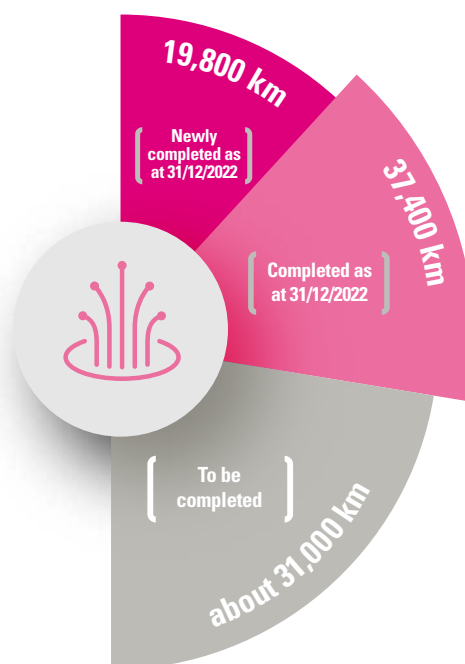 19,800 km
Newly
completed as
at 31/12/2022
37,400 km
Completed as
at 31/12/2022
To be
completed
about 31,000 km